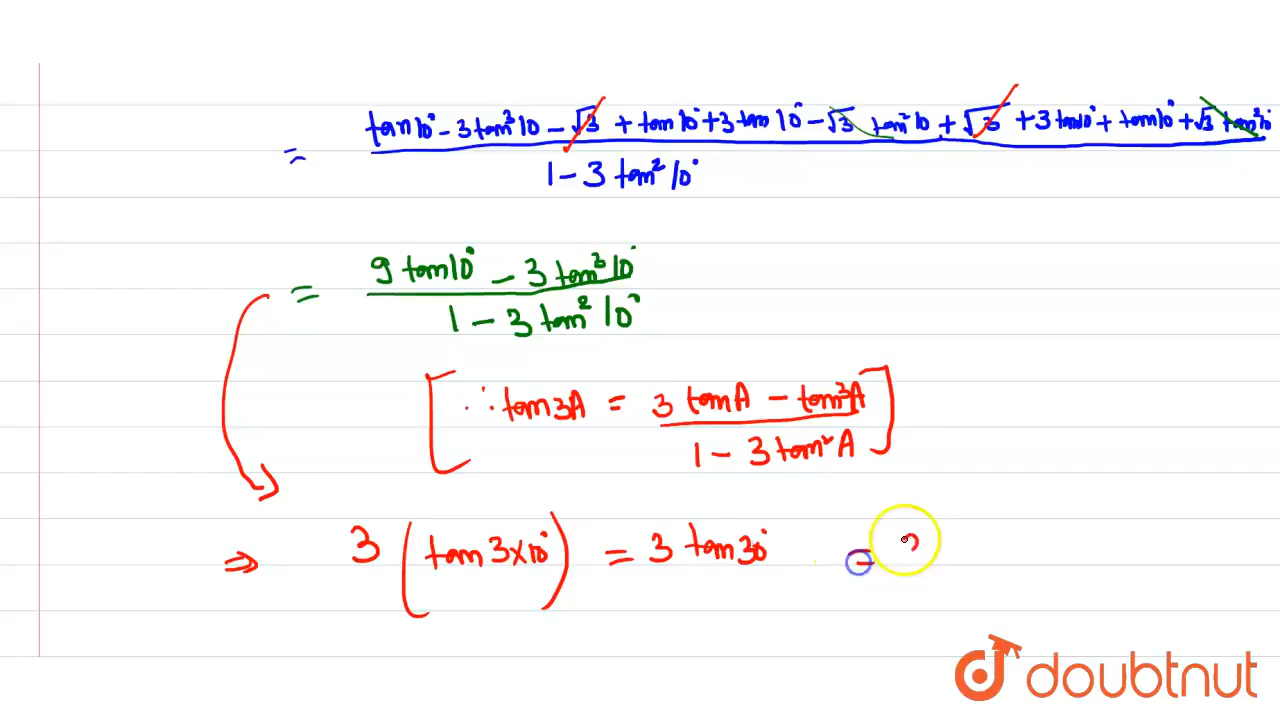 = (tan10° - 3tan³10 - √3 + tan10° + 3tan10° - √3 tan²10 + √3 + 3tan10° + tan10° + √3 tan²10) / (1 - 3tan²10°)
= (9tan10° - 3tan³10°) / (1 - 3tan²10°)
[∵ tan3A = (3tanA - tan³A) / (1 - 3tan²A)]
⇒ 3(tan3×10°) = 3tan30° =
doubtnut